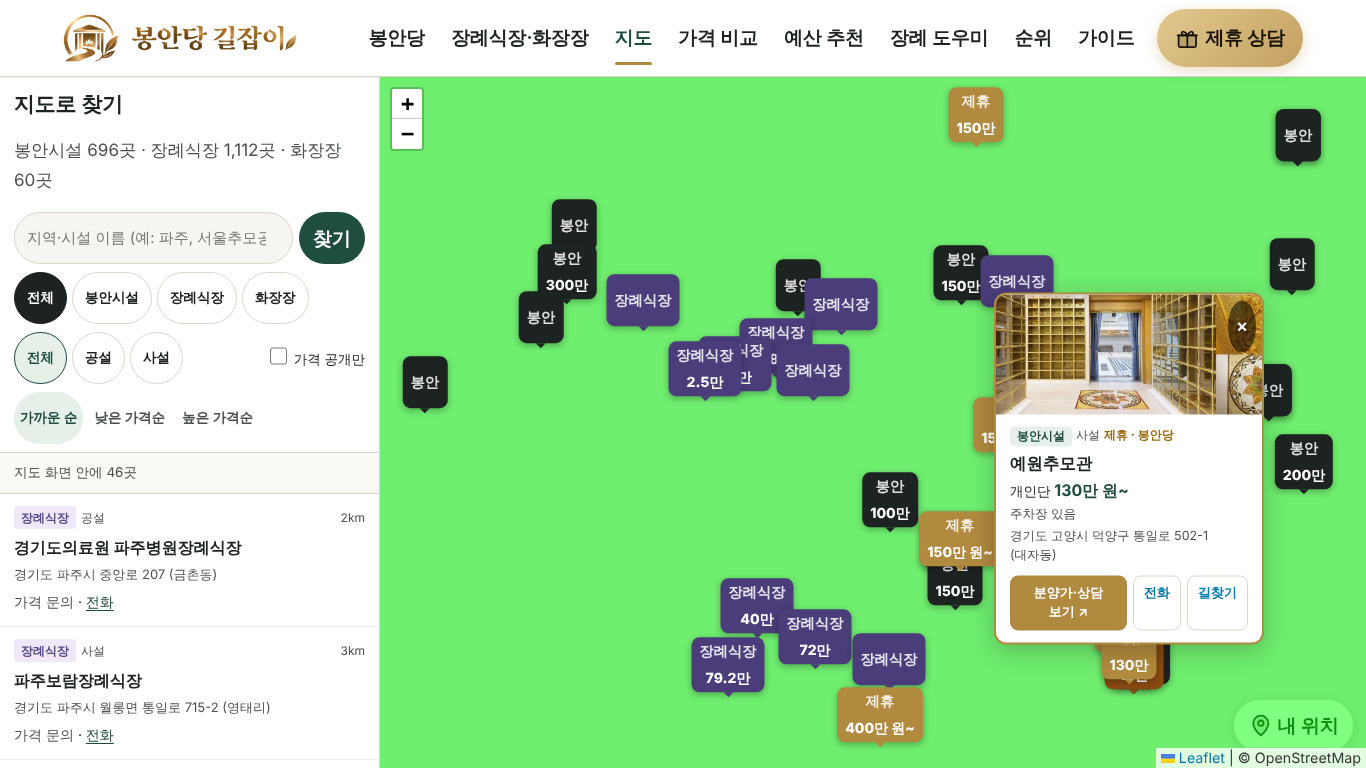 봉안당 길잡이
봉안당 장례식장·화장장 지도 가격 비교 예산 추천 장례 도우미 순위 가이드 제휴 상담
지도로 찾기
봉안시설 696곳 · 장례식장 1,112곳 · 화장장
60곳
지역·시설 이름 (예: 파주, 서울추모공
찾기
전체 봉안시설 장례식장 화장장
전체 공설 사설 가격 공개만
가까운 순 낮은 가격순 높은 가격순
지도 화면 안에 46곳
장례식장 공설 2km
경기도의료원 파주병원장례식장
경기도 파주시 중앙로 207 (금촌동)
가격 문의 · 전화
장례식장 사설 3km
파주보람장례식장
경기도 파주시 월롱면 통일로 715-2 (영태리)
가격 문의 · 전화
+
−
제휴
150만
봉안
봉안
봉안
300만
봉안
장례식장
봉안
장례식장
장례식장
장례식장
2.5만
장례식장
봉안
150만
장례식장
봉안
봉안
봉안
200만
봉안
100만
제휴
150만 원~
150만
장례식장
40만
장례식장
72만
장례식장
79.2만
장례식장
제휴
400만 원~
130만
×
봉안시설 사설 제휴 · 봉안당
예원추모관
개인단 130만 원~
주차장 있음
경기도 고양시 덕양구 통일로 502-1
(대자동)
분양가·상담
보기 ↗
전화
길찾기
내 위치
Leaflet | © OpenStreetMap